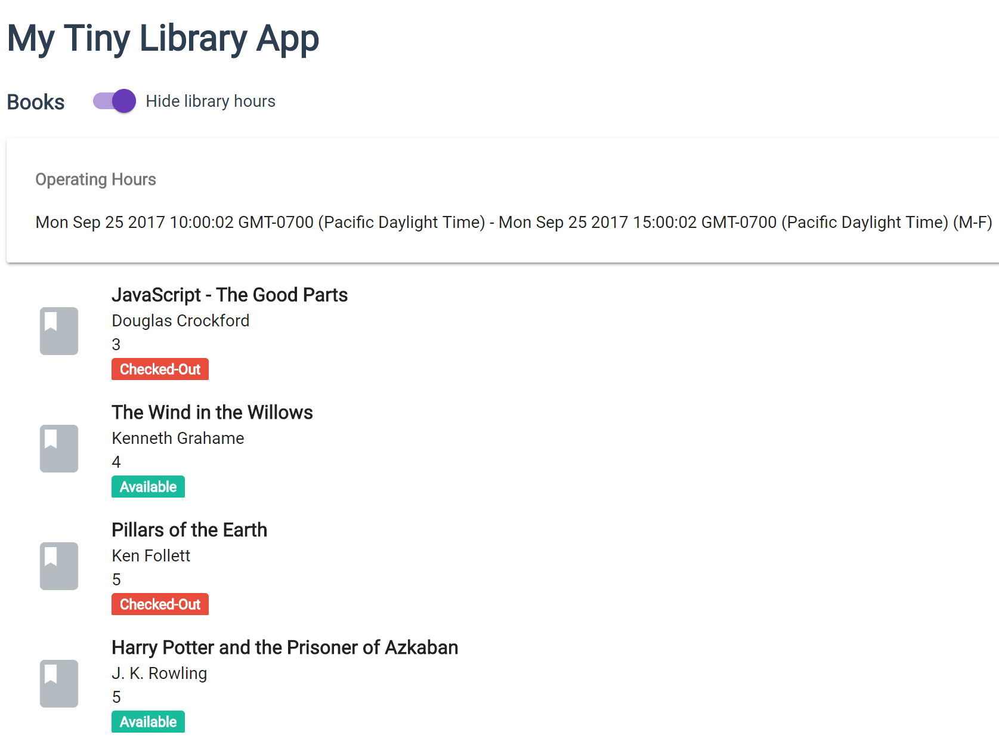 My Tiny Library App
Books
Hide library hours
Operating Hours
Mon Sep 25 2017 10:00:02 GMT-0700 (Pacific Daylight Time) - Mon Sep 25 2017 15:00:02 GMT-0700 (Pacific Daylight Time) (M-F)
JavaScript - The Good Parts
Douglas Crockford
3
Checked-Out
The Wind in the Willows
Kenneth Grahame
4
Available
Pillars of the Earth
Ken Follett
5
Checked-Out
Harry Potter and the Prisoner of Azkaban
J. K. Rowling
5
Available